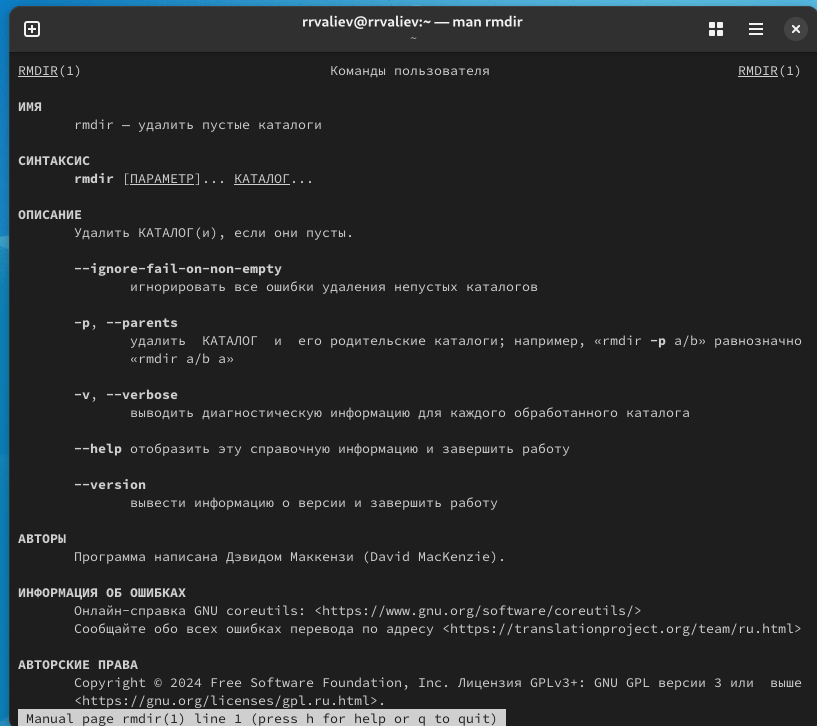 rrvaliev@rrvaliev:~ — man rmdir
~
RMDIR(1) Команды пользователя RMDIR(1)
ИМЯ
rmdir — удалить пустые каталоги
СИНТАКСИС
rmdir [ПАРАМЕТР]... КАТАЛОГ...
ОПИСАНИЕ
Удалить КАТАЛОГ(и), если они пусты.
--ignore-fail-on-non-empty
игнорировать все ошибки удаления непустых каталогов
-p, --parents
удалить КАТАЛОГ и его родительские каталоги; например, «rmdir -p a/b» равнозначно
«rmdir a/b a»
-v, --verbose
выводить диагностическую информацию для каждого обработанного каталога
--help отобразить эту справочную информацию и завершить работу
--version
вывести информацию о версии и завершить работу
АВТОРЫ
Программа написана Дэвидом Маккензи (David MacKenzie).
ИНФОРМАЦИЯ ОБ ОШИБКАХ
Онлайн-справка GNU coreutils: <https://www.gnu.org/software/coreutils/>
Сообщайте обо всех ошибках перевода по адресу <https://translationproject.org/team/ru.html>
АВТОРСКИЕ ПРАВА
Copyright © 2024 Free Software Foundation, Inc. Лицензия GPLv3+: GNU GPL версии 3 или выше
<https://gnu.org/licenses/gpl.ru.html>.
Manual page rmdir(1) line 1 (press h for help or q to quit)